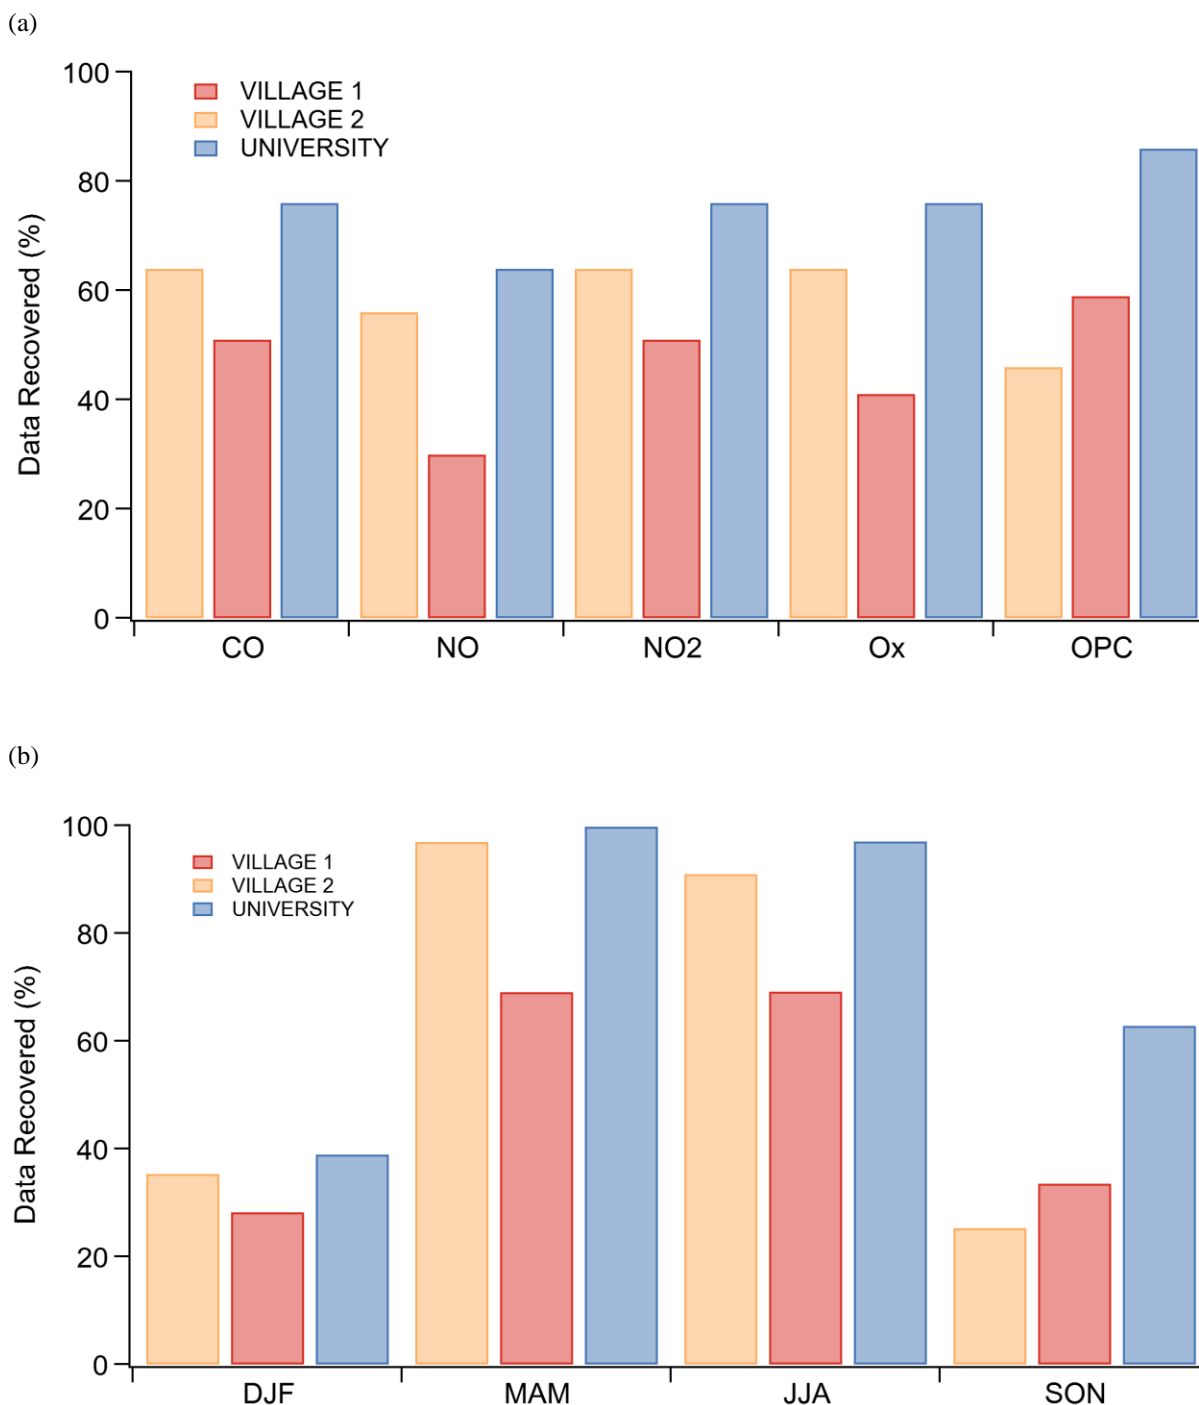 (a)
100
80
60
40
20
0
Data Recovered (%)
VILLAGE 1
VILLAGE 2
UNIVERSITY
CO NO NO2 Ox OPC
(b)
100
80
60
40
20
0
Data Recovered (%)
VILLAGE 1
VILLAGE 2
UNIVERSITY
DJF MAM JJA SON